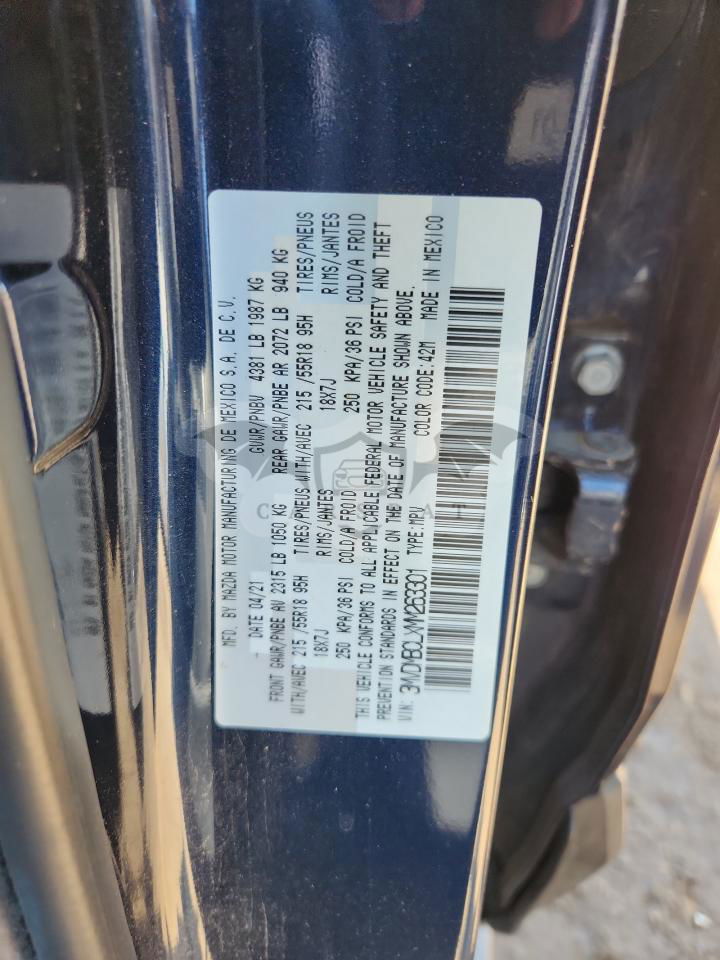 MFD. BY MAZDA MOTOR MANUFACTURING DE MEXICO S.A. DE C.V.
DATE 04/21 GVWR/PNBV 4381 LB 1987 KG
FRONT GAWR/PNBE AV 2315 LB 1050 KG REAR GAWR/PNBE AR 2072 LB 940 KG
WITH/AVEC 215 /55R18 95H TIRES/PNEUS WITH/AVEC 215 /55R18 95H TIRES/PNEUS
18X7J RIMS/JANTES 18X7J RIMS/JANTES
250 KPA/36 PSI COLD/A FROID 250 KPA/36 PSI COLD/A FROID
THIS VEHICLE CONFORMS TO ALL APPLICABLE FEDERAL MOTOR VEHICLE SAFETY AND THEFT
PREVENTION STANDARDS IN EFFECT ON THE DATE OF MANUFACTURE SHOWN ABOVE.
VIN: 3MVDMBCLXMM263301 TYPE:MPV COLOR CODE:42M MADE IN MEXICO